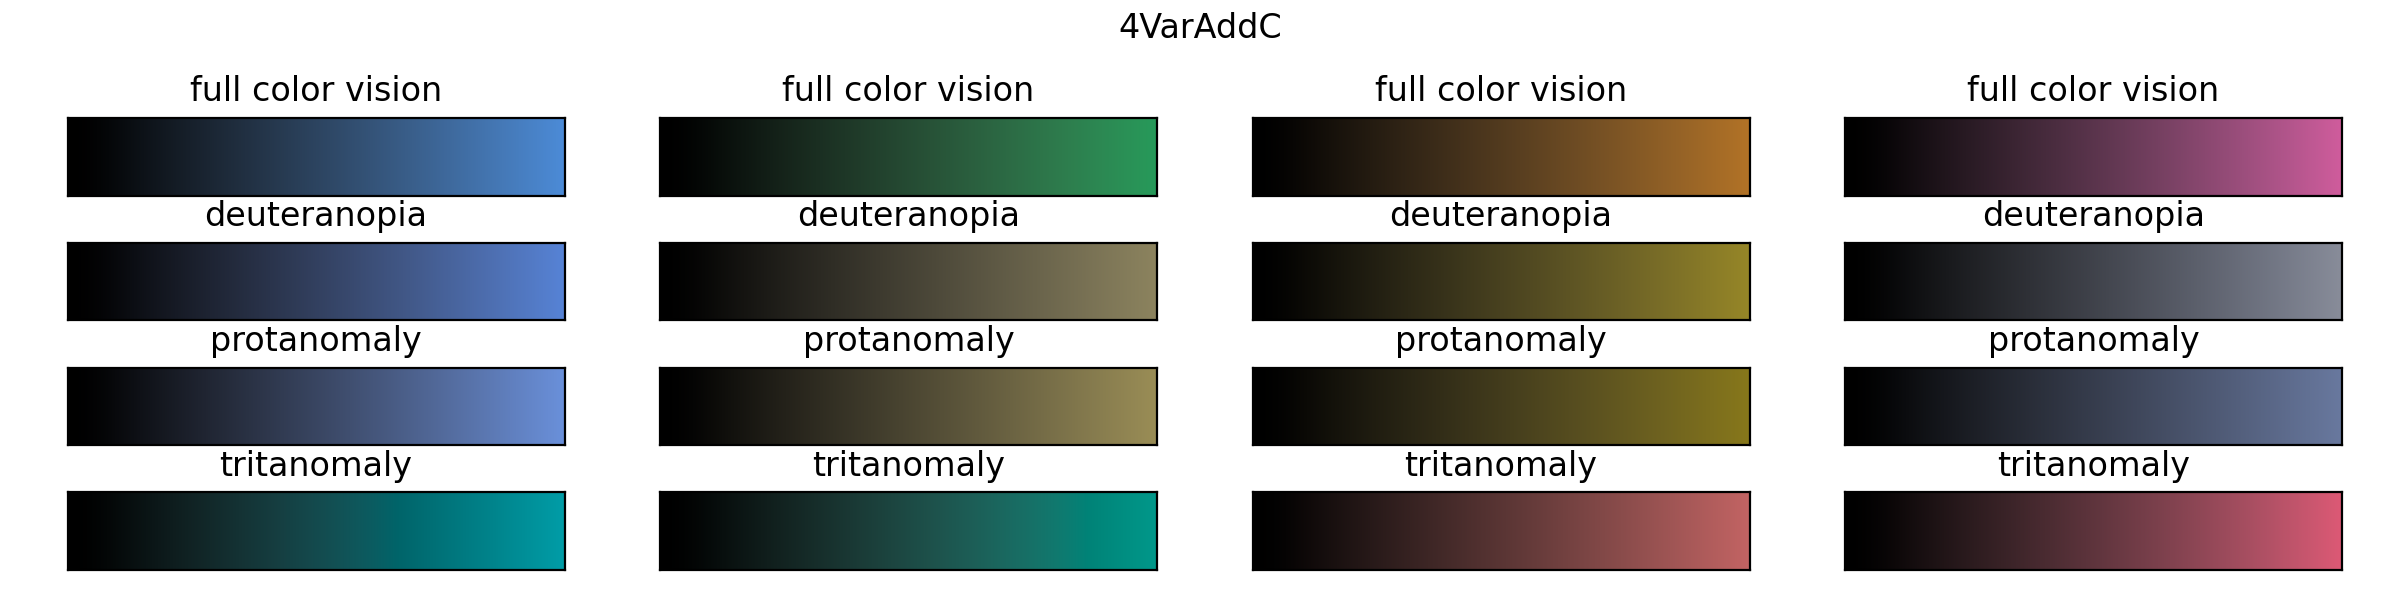 4VarAddC
full color vision full color vision full color vision full color vision
deuteranopia deuteranopia deuteranopia deuteranopia
protanomaly protanomaly protanomaly protanomaly
tritanomaly tritanomaly tritanomaly tritanomaly